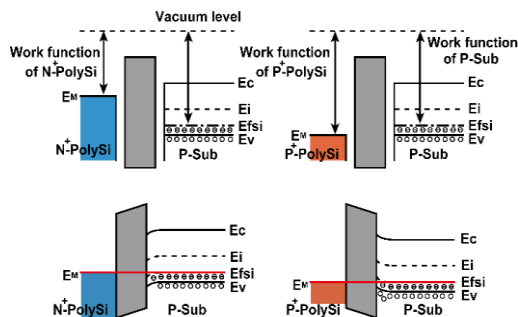 Vacuum level
Work function
of N+PolySi
Ec
Ei
Efsi
Ev
EM
N+PolySi
P-Sub
Work function
of P+PolySi
Work function
of P-Sub
Ec
Ei
Efsi
Ev
EM
P+PolySi
P-Sub
Ec
Ei
Efsi
Ev
EM
N+PolySi
P-Sub
Ec
Ei
Efsi
Ev
EM
P+PolySi
P-Sub